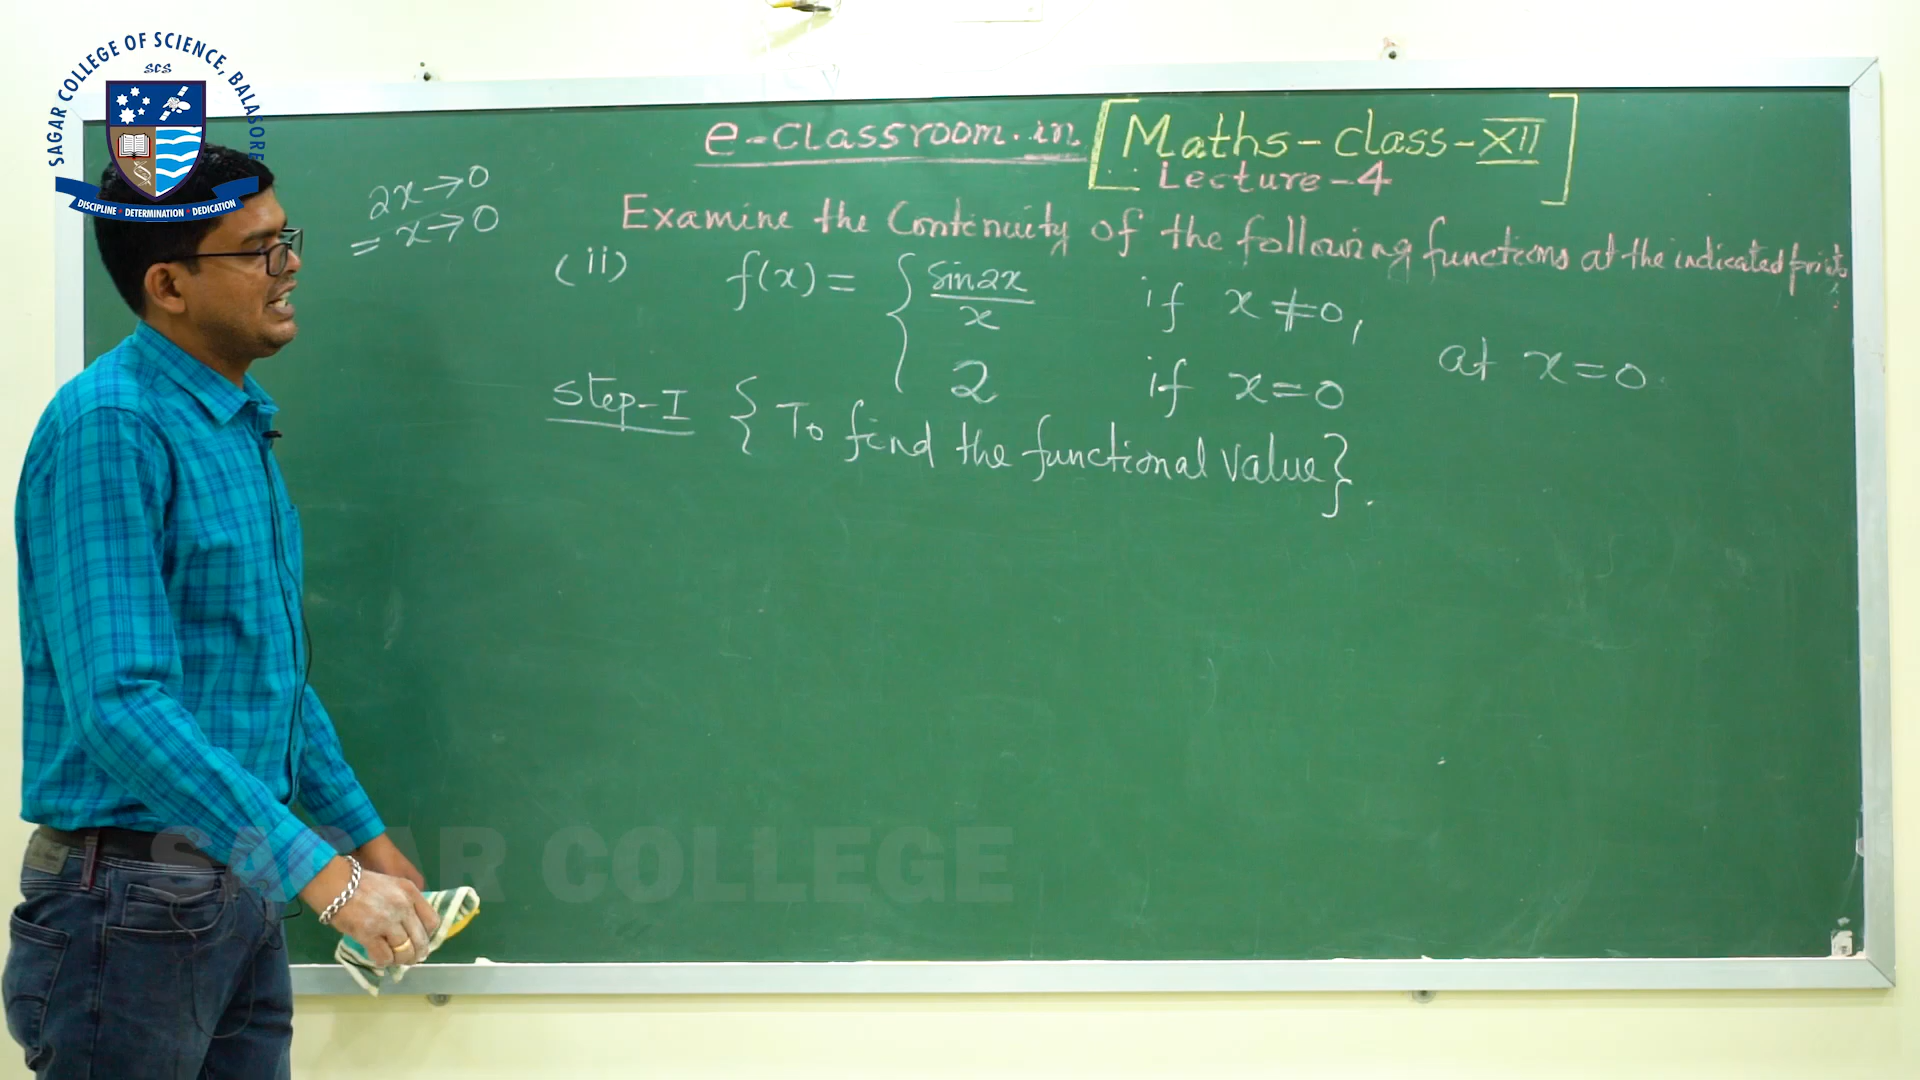 SAGAR COLLEGE OF SCIENCE, BALASORE
SCS
DISCIPLINE • DETERMINATION • DEDICATION
e-classroom.in [Maths-class-XII]
Lecture-4
2x→0
= x→0
Examine the Continuity of the following functions at the indicated points
(ii) f(x) = { sin2x/x if x ≠ 0,
2 if x=0
at x=0.
Step-I { To find the functional value}.
SAGAR COLLEGE